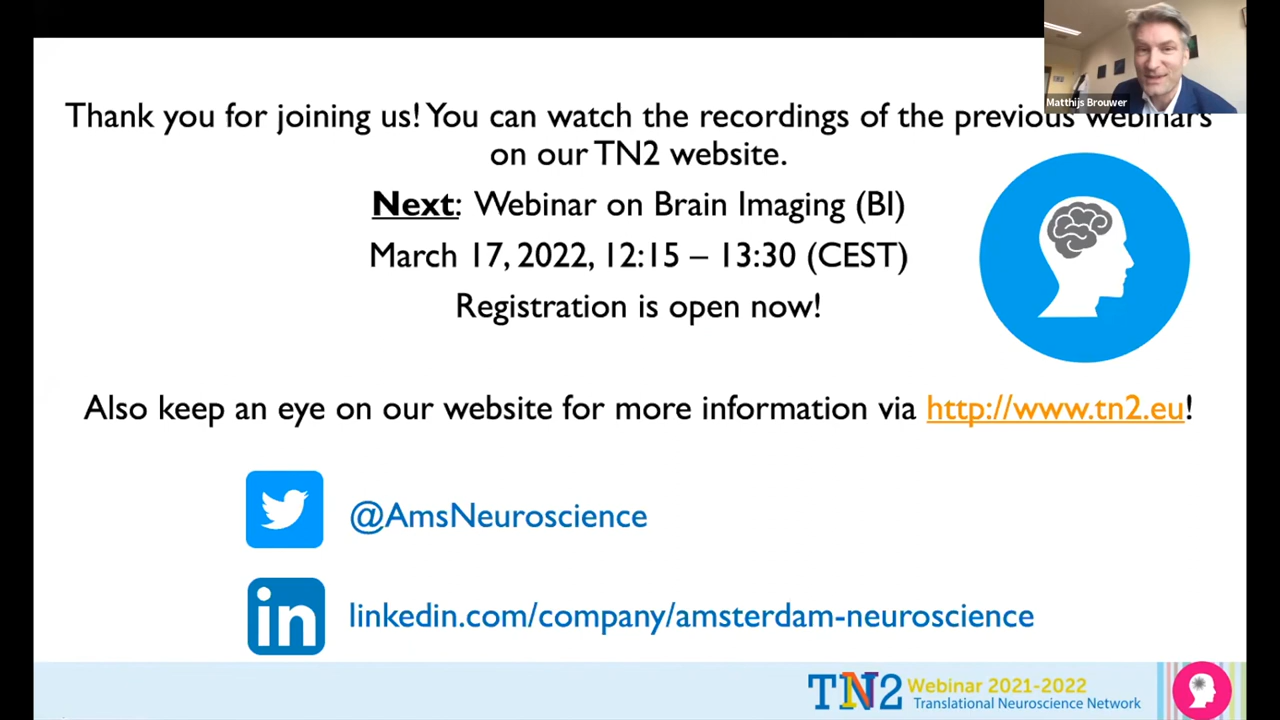 Matthijs Brouwer
Thank you for joining us! You can watch the recordings of the previous webinars
on our TN2 website.
Next: Webinar on Brain Imaging (BI)
March 17, 2022, 12:15 – 13:30 (CEST)
Registration is open now!
Also keep an eye on our website for more information via http://www.tn2.eu!
@AmsNeuroscience
in linkedin.com/company/amsterdam-neuroscience
TN2 Webinar 2021-2022
Translational Neuroscience Network